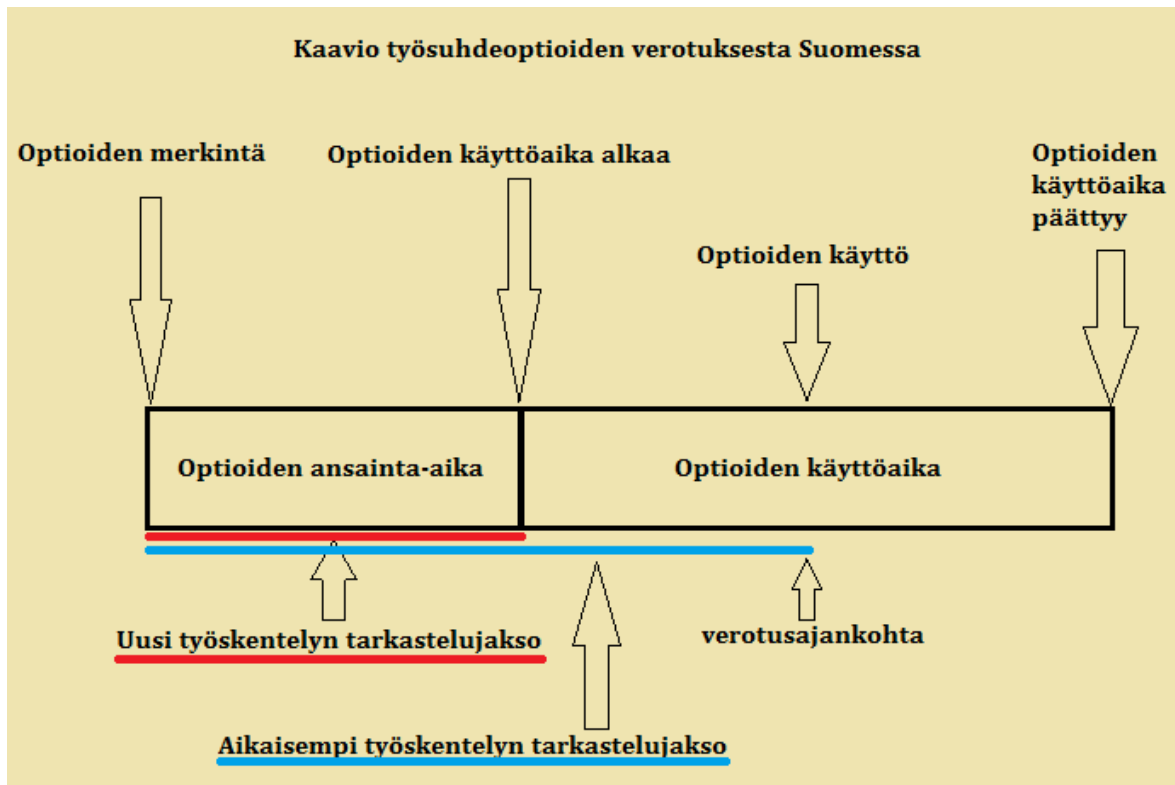 Kaavio työsuhdeoptioiden verotuksesta Suomessa
Optioiden merkintä
Optioiden käyttöaika alkaa
Optioiden
käyttöaika
päättyy
Optioiden käyttö
Optioiden ansainta-aika
Optioiden käyttöaika
Uusi työskentelyn tarkastelujakso
verotusajankohta
Aikaisempi työskentelyn tarkastelujakso